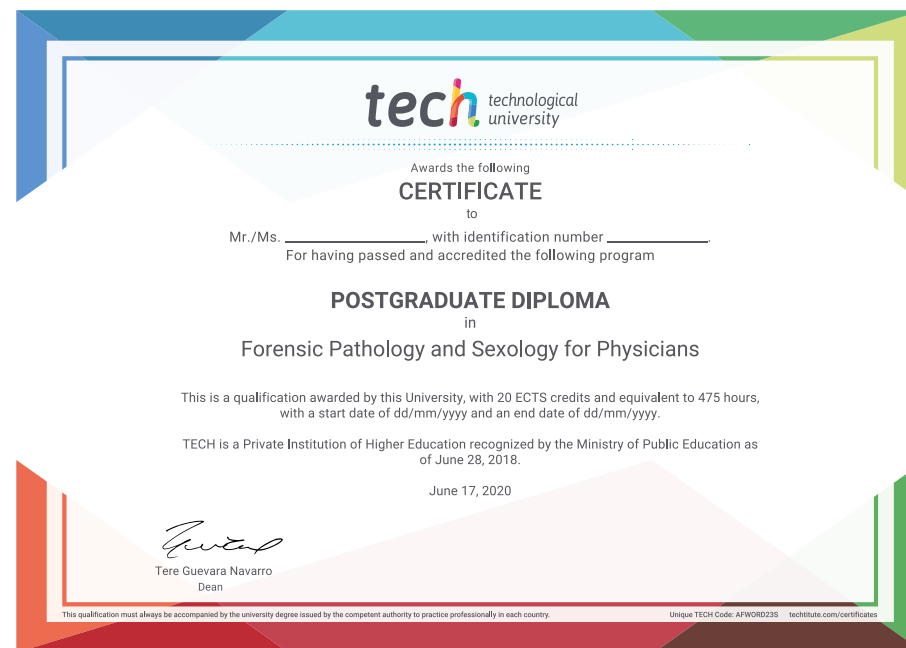 tech technological
university
Awards the following
CERTIFICATE
to
Mr./Ms. ____________________, with identification number ______________.
For having passed and accredited the following program
POSTGRADUATE DIPLOMA
in
Forensic Pathology and Sexology for Physicians
This is a qualification awarded by this University, with 20 ECTS credits and equivalent to 475 hours,
with a start date of dd/mm/yyyy and an end date of dd/mm/yyyy.
TECH is a Private Institution of Higher Education recognized by the Ministry of Public Education as
of June 28, 2018.
June 17, 2020
Tere Guevara Navarro
Dean
This qualification must always be accompanied by the university degree issued by the competent authority to practice professionally in each country. Unique TECH Code: AFWORD23S techtitute.com/certificates